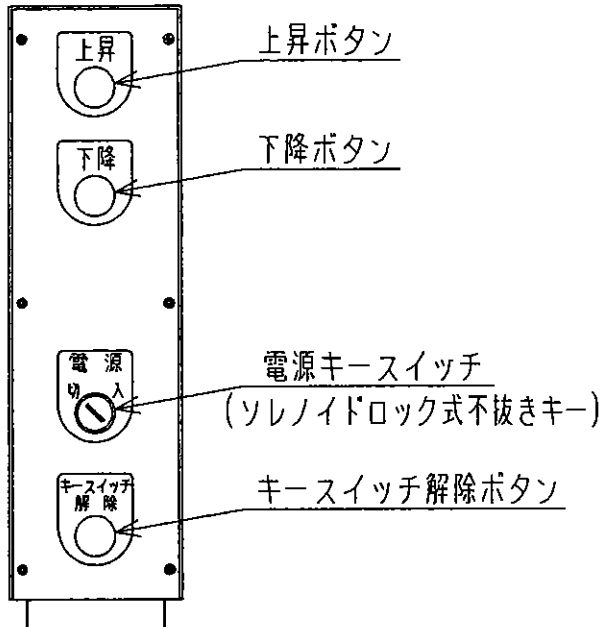 上昇
上昇ボタン
下降
下降ボタン
電源
切 入
電源キースイッチ
(ソレノイドロック式不抜きキー)
キースイッチ
解除
キースイッチ解除ボタン